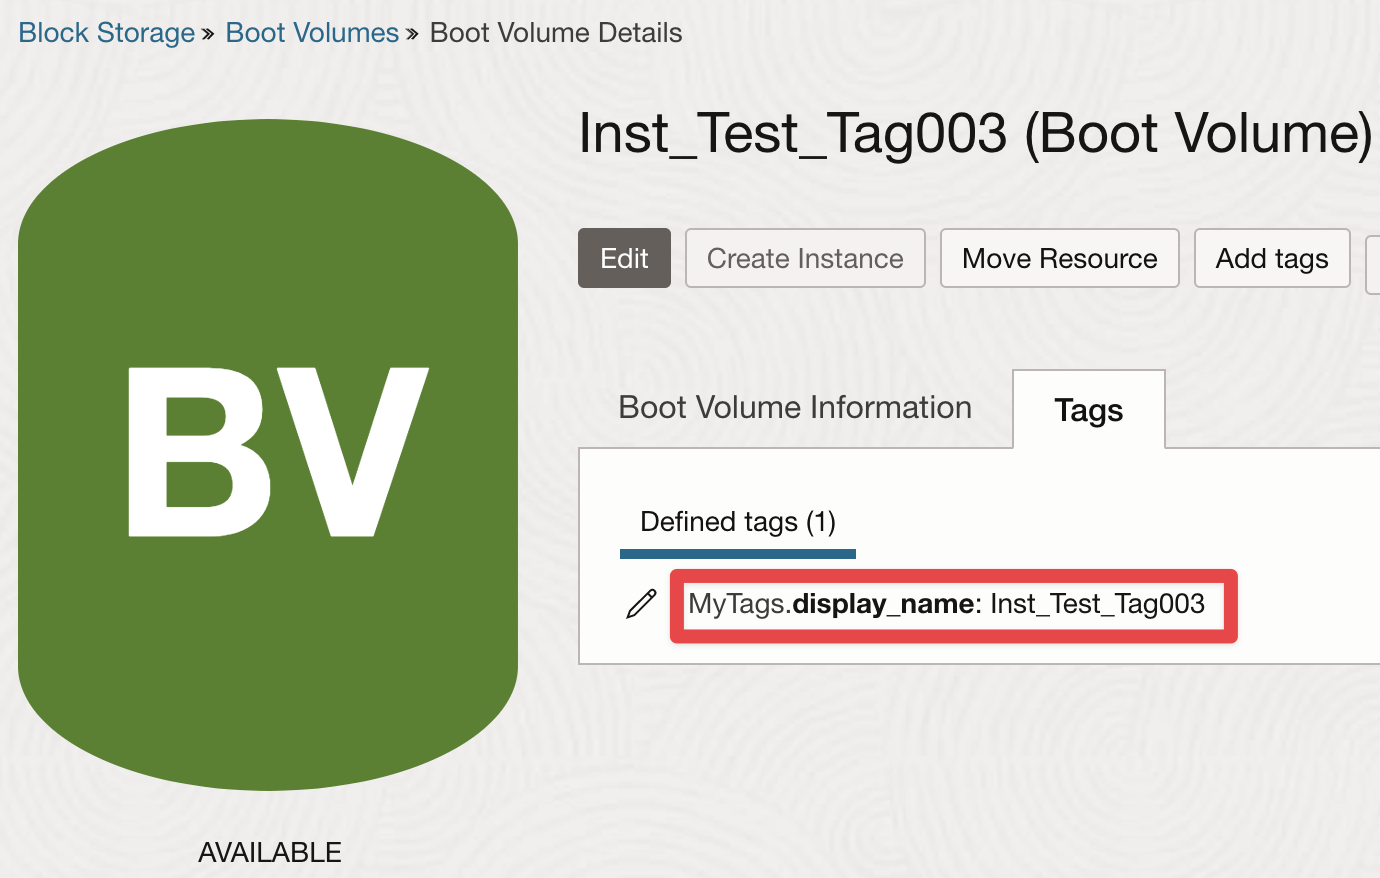 Block Storage » Boot Volumes » Boot Volume Details
Inst_Test_Tag003 (Boot Volume)
Edit
Create Instance
Move Resource
Add tags
BV
Boot Volume Information
Tags
Defined tags (1)
MyTags.display_name: Inst_Test_Tag003
AVAILABLE